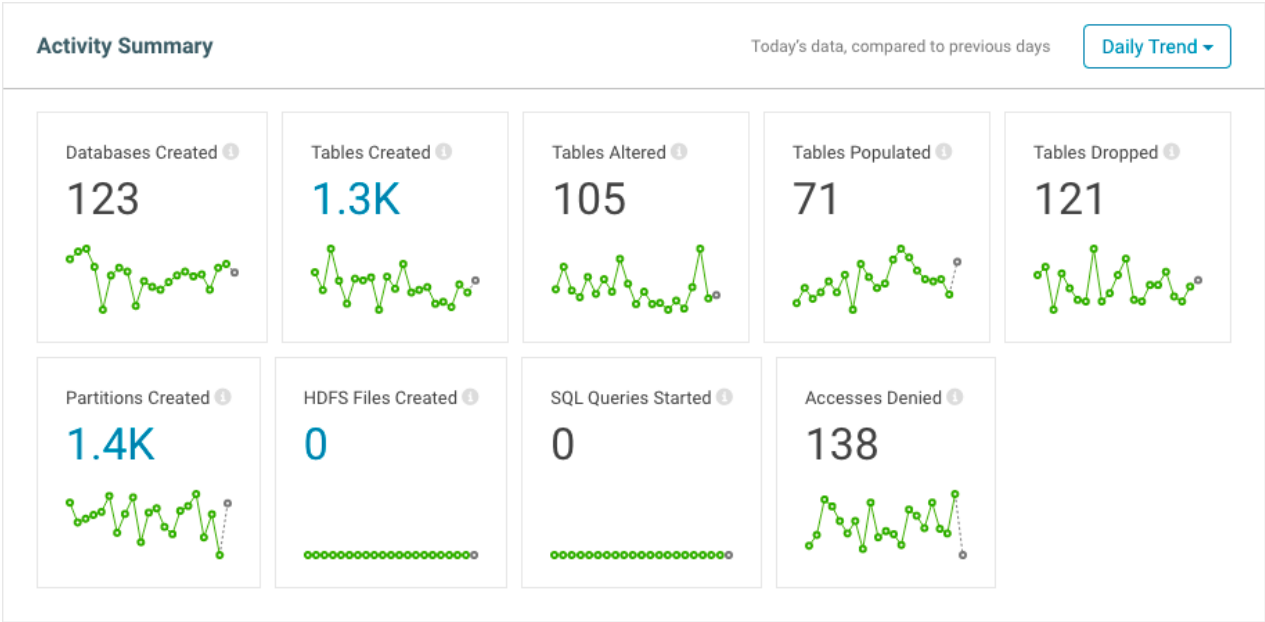 Activity Summary
Today's data, compared to previous days
Daily Trend
Databases Created
123
Tables Created
1.3K
Tables Altered
105
Tables Populated
71
Tables Dropped
121
Partitions Created
1.4K
HDFS Files Created
0
SQL Queries Started
0
Accesses Denied
138